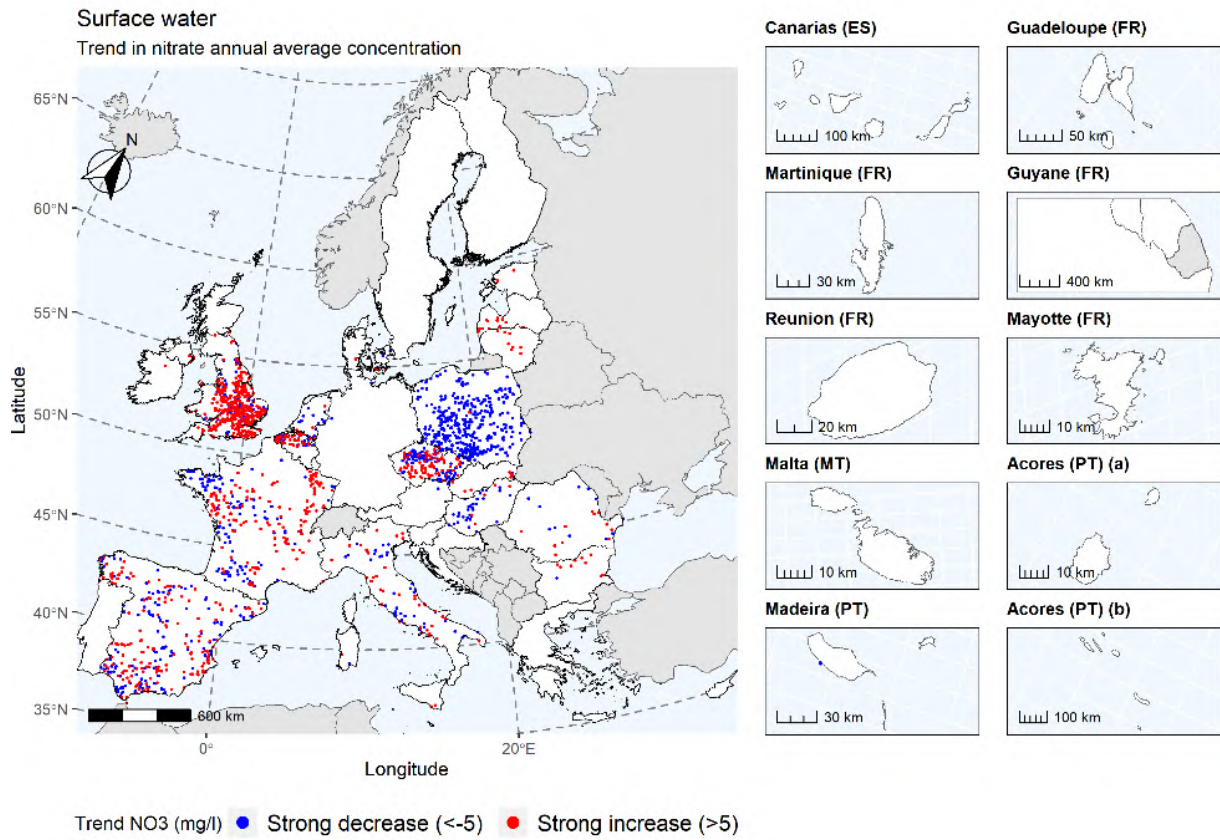 Surface water
Trend in nitrate annual average concentration
65°N
60°N
55°N
50°N
45°N
40°N
35°N
Latitude
N
600 km
0°
20°E
Longitude
Canarias (ES)
100 km
Guadeloupe (FR)
50 km
Martinique (FR)
30 km
Guyane (FR)
400 km
Reunion (FR)
20 km
Mayotte (FR)
10 km
Malta (MT)
10 km
Acores (PT) (a)
10 km
Madeira (PT)
30 km
Acores (PT) (b)
100 km
Trend NO3 (mg/l) Strong decrease (<-5) Strong increase (>5)